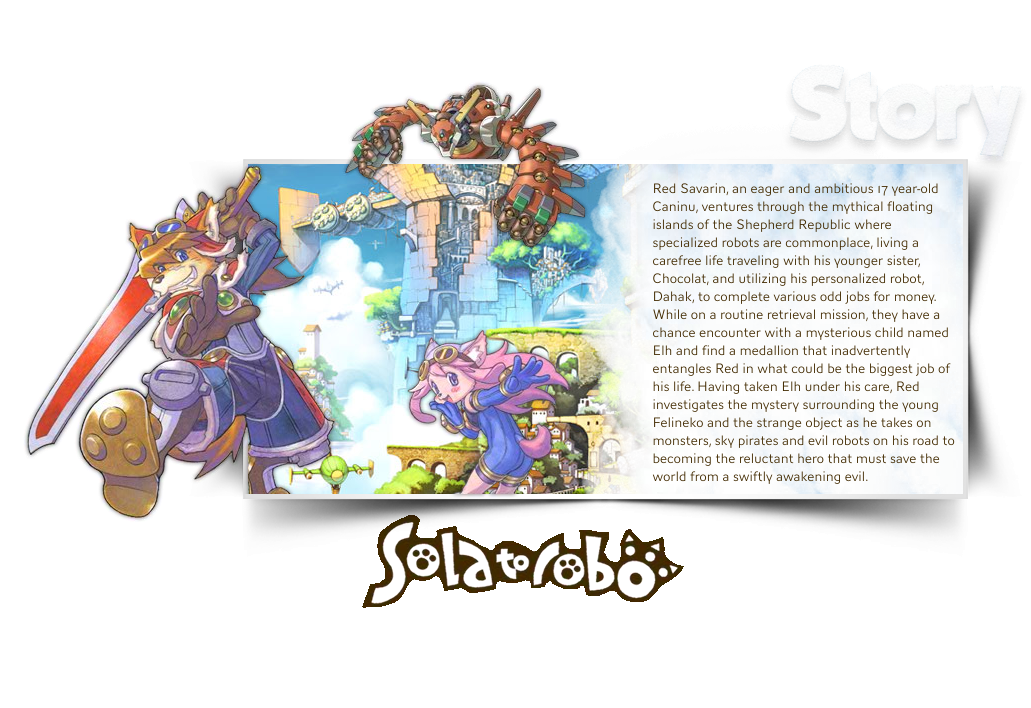 Story
Red Savarin, an eager and ambitious 17 year-old
Caninu, ventures through the mythical floating
islands of the Shepherd Republic where
specialized robots are commonplace, living a
carefree life traveling with his younger sister,
Chocolat, and utilizing his personalized robot,
Dahak, to complete various odd jobs for money.
While on a routine retrieval mission, they have a
chance encounter with a mysterious child named
Elh and find a medallion that inadvertently
entangles Red in what could be the biggest job of
his life. Having taken Elh under his care, Red
investigates the mystery surrounding the young
Felineko and the strange object as he takes on
monsters, sky pirates and evil robots on his road to
becoming the reluctant hero that must save the
world from a swiftly awakening evil.
Solatorobo